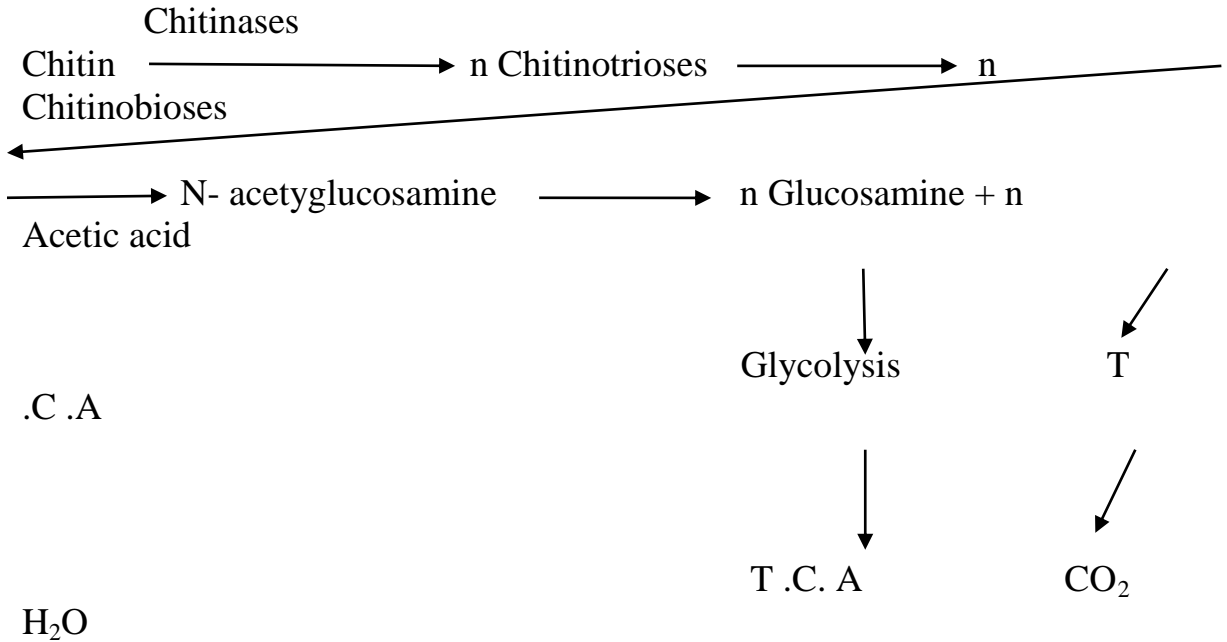 Chitinases
Chitin n Chitinotrioses n
Chitinobioses
N- acetyglucosamine n Glucosamine + n
Acetic acid
Glycolysis T
.C .A
T .C. A CO₂
H₂O